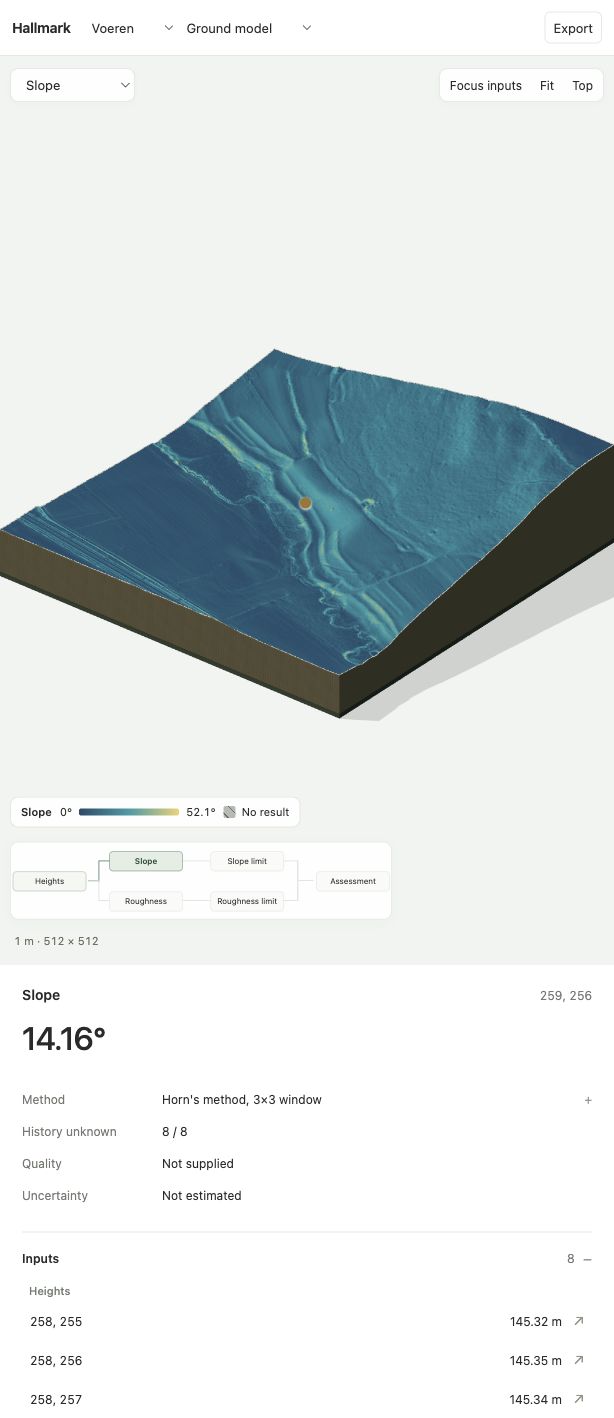 Hallmark Voeren Ground model Export
Slope Focus inputs Fit Top
Slope 0° 52.1° No result
Slope Slope limit
Heights Assessment
Roughness Roughness limit
1 m · 512 × 512
Slope 259, 256
14.16°
Method Horn's method, 3×3 window +
History unknown 8 / 8
Quality Not supplied
Uncertainty Not estimated
Inputs 8 –
Heights
258, 255 145.32 m ↗
258, 256 145.35 m ↗
258, 257 145.34 m ↗